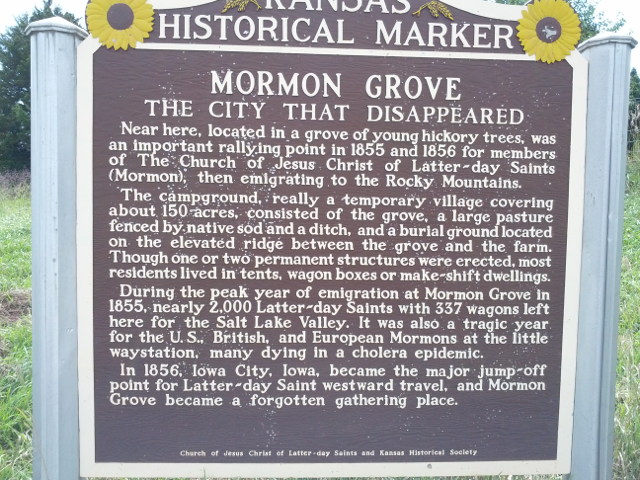 KANSAS
HISTORICAL MARKER
MORMON GROVE
THE CITY THAT DISAPPEARED
Near here, located in a grove of young hickory trees, was
an important rallying point in 1855 and 1856 for members
of The Church of Jesus Christ of Latter-day Saints
(Mormon), then emigrating to the Rocky Mountains.
The campground, really a temporary village covering
about 150 acres, consisted of the grove, a large pasture
fenced by native sod and a ditch, and a burial ground located
on the elevated ridge between the grove and the farm.
Though one or two permanent structures were erected, most
residents lived in tents, wagon boxes or make-shift dwellings.
During the peak year of emigration at Mormon Grove in
1855, nearly 2,000 Latter-day Saints with 337 wagons left
here for the Salt Lake Valley. It was also a tragic year
for the U.S., British, and European Mormons at the little
waystation, many dying in a cholera epidemic.
In 1856, Iowa City, Iowa, became the major jump-off
point for Latter-day Saint westward travel, and Mormon
Grove became a forgotten gathering place.
Church of Jesus Christ of Latter-day Saints and Kansas Historical Society